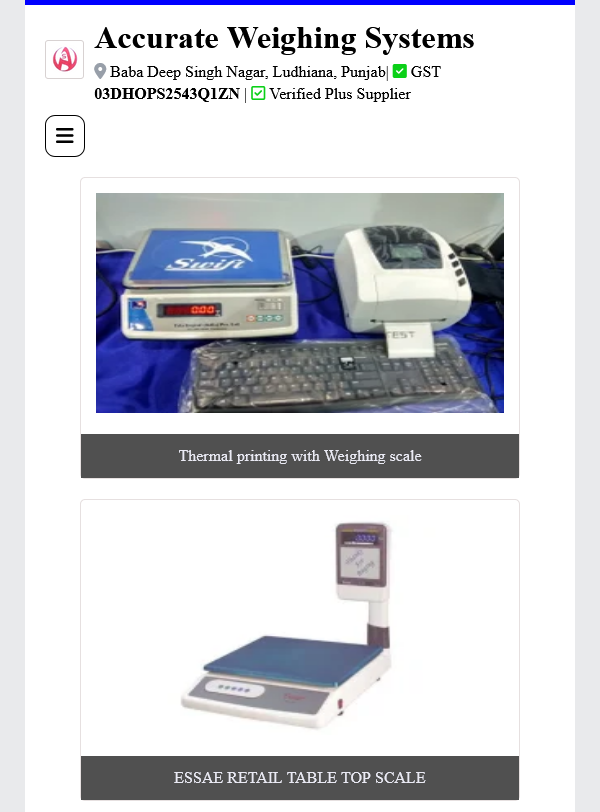 Accurate Weighing Systems
Baba Deep Singh Nagar, Ludhiana, Punjab| GST
03DHOPS2543Q1ZN | Verified Plus Supplier
Swift
0.00
TEST
Thermal printing with Weighing scale
ESSAE RETAIL TABLE TOP SCALE